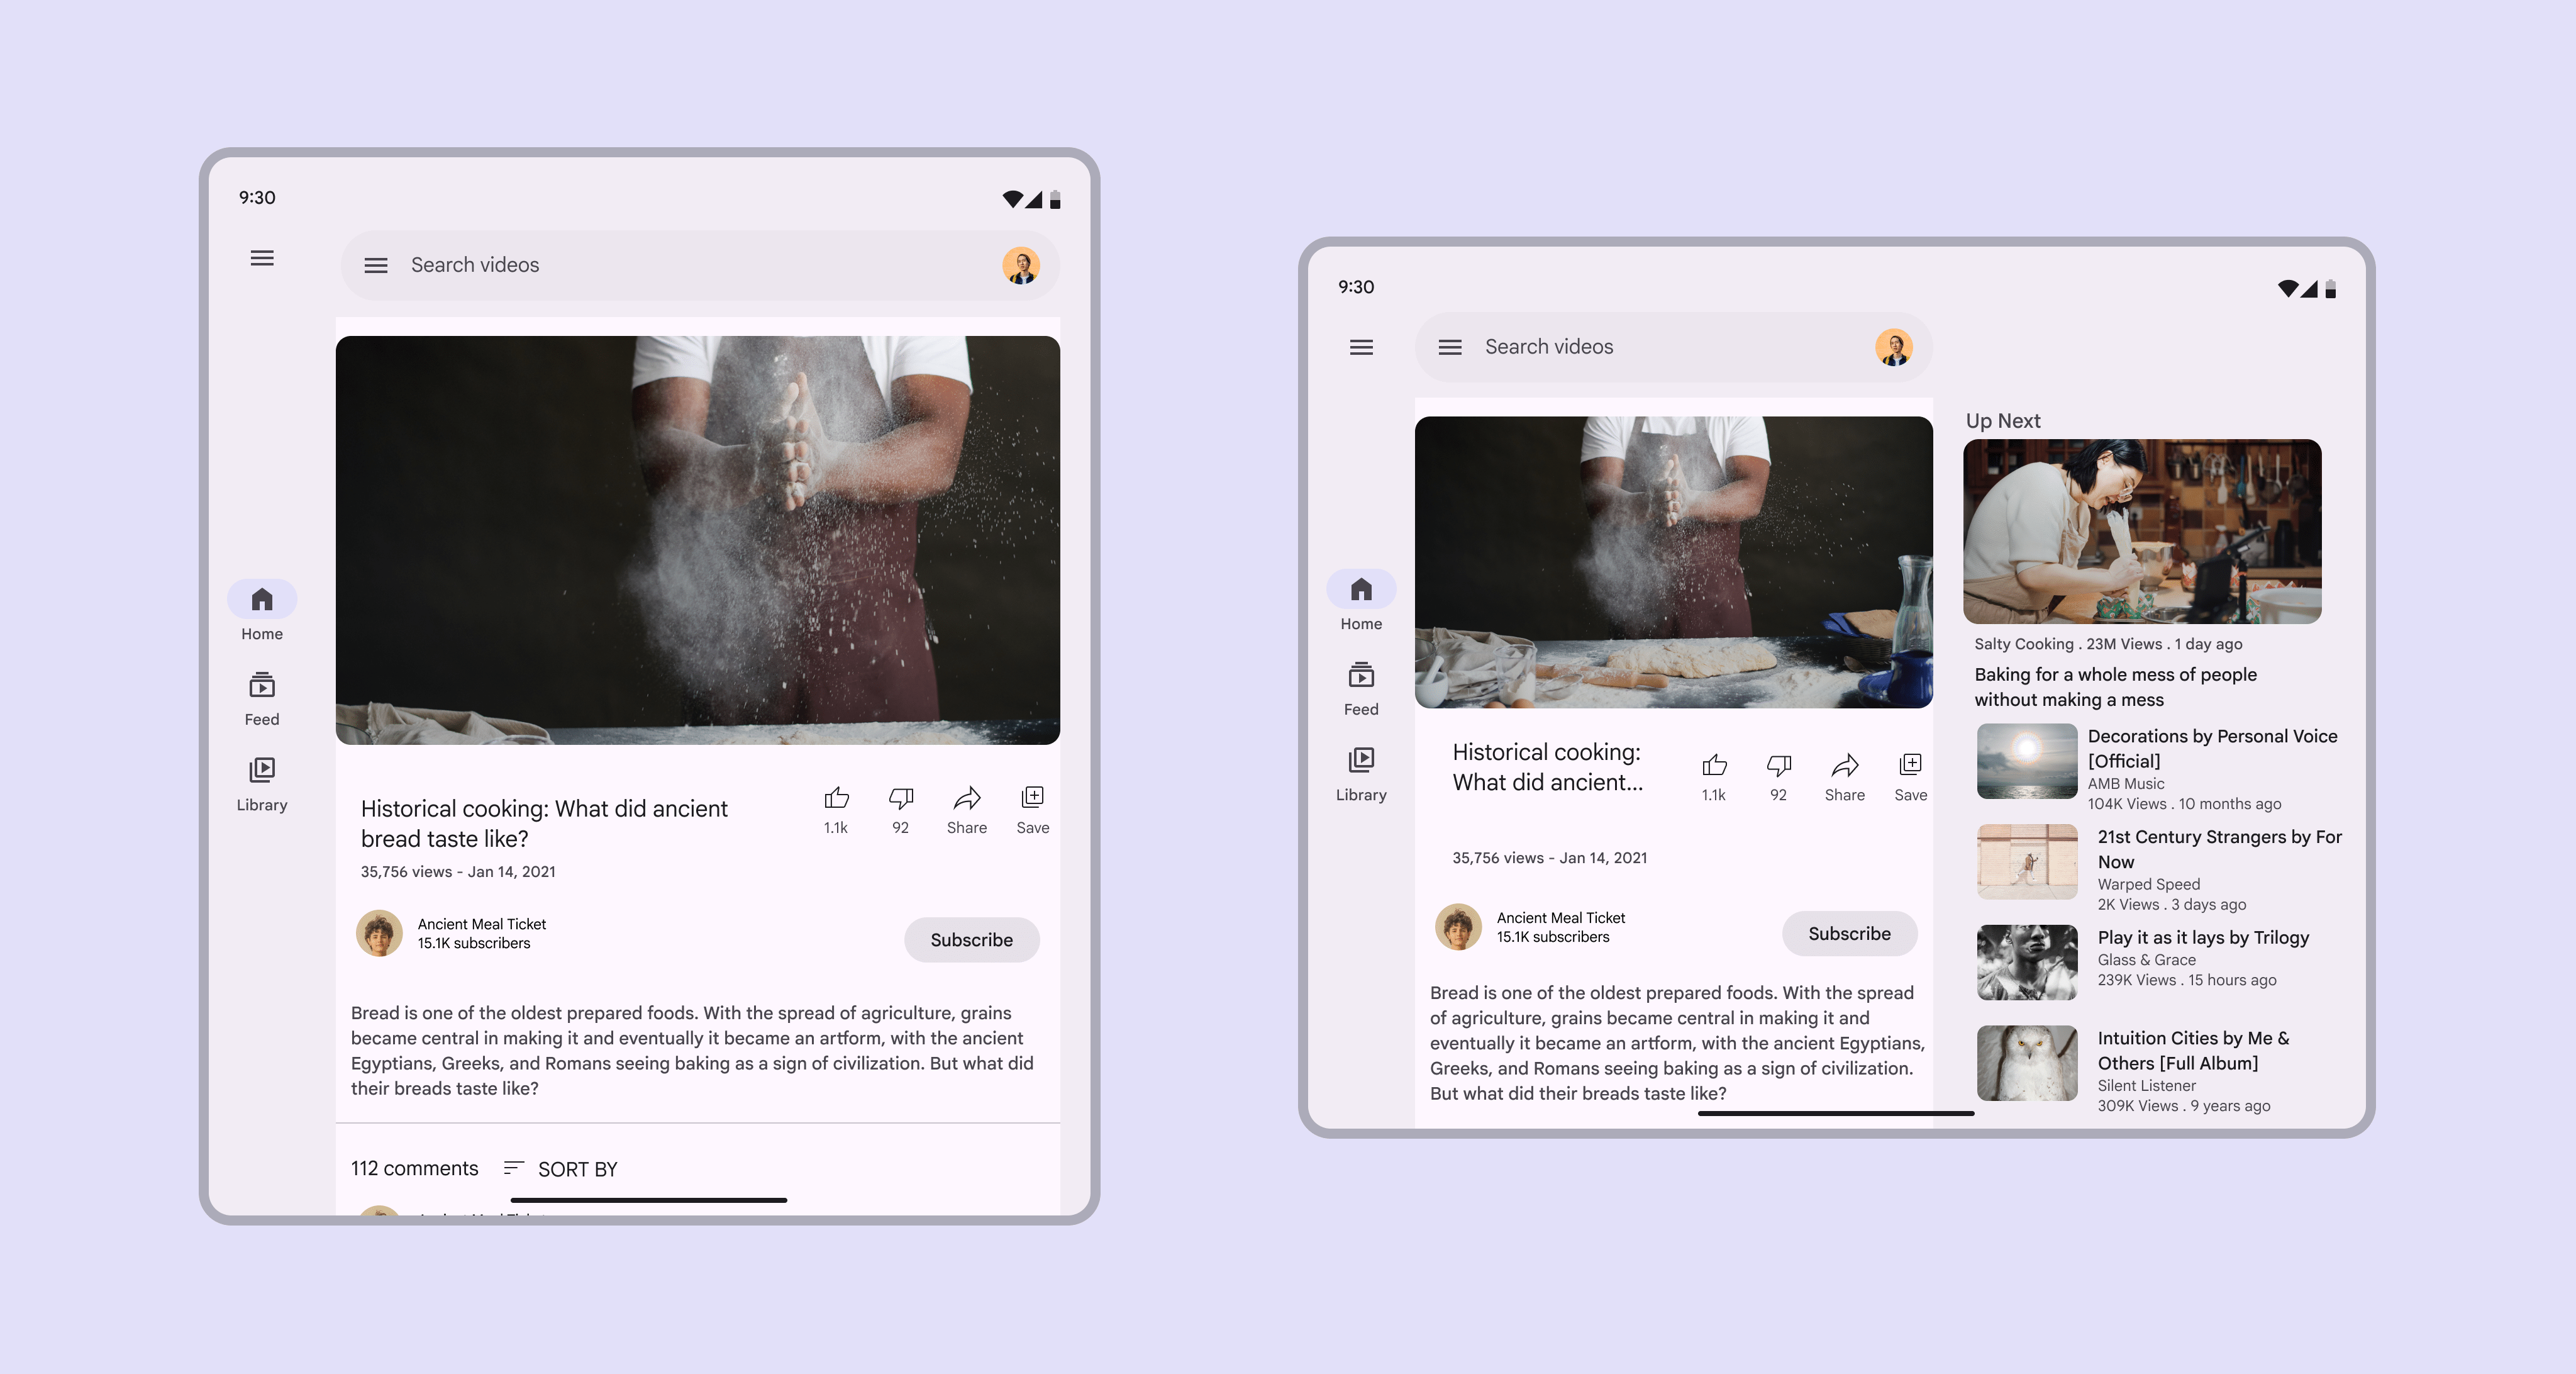 9:30
Search videos
Home
Feed
Library
Historical cooking: What did ancient
bread taste like?
35,756 views - Jan 14, 2021
1.1k
92
Share
Save
Ancient Meal Ticket
15.1K subscribers
Subscribe
Bread is one of the oldest prepared foods. With the spread of agriculture, grains
became central in making it and eventually it became an artform, with the ancient
Egyptians, Greeks, and Romans seeing baking as a sign of civilization. But what did
their breads taste like?
112 comments
SORT BY
9:30
Search videos
Home
Feed
Library
Historical cooking:
What did ancient...
1.1k
92
Share
Save
35,756 views - Jan 14, 2021
Ancient Meal Ticket
15.1K subscribers
Subscribe
Bread is one of the oldest prepared foods. With the spread
of agriculture, grains became central in making it and
eventually it became an artform, with the ancient Egyptians,
Greeks, and Romans seeing baking as a sign of civilization.
But what did their breads taste like?
Up Next
Salty Cooking . 23M Views . 1 day ago
Baking for a whole mess of people
without making a mess
Decorations by Personal Voice
[Official]
AMB Music
104K Views . 10 months ago
21st Century Strangers by For
Now
Warped Speed
2K Views . 3 days ago
Play it as it lays by Trilogy
Glass & Grace
239K Views . 15 hours ago
Intuition Cities by Me &
Others [Full Album]
Silent Listener
309K Views . 9 years ago